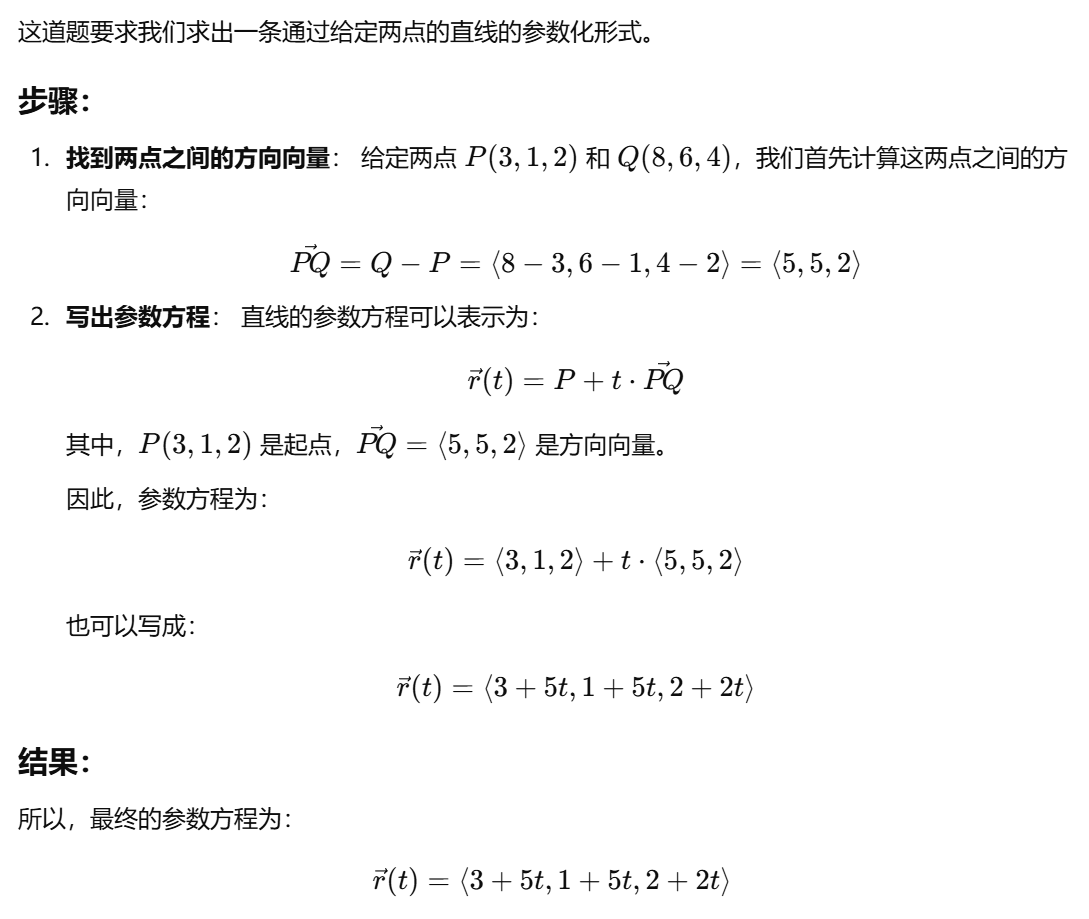 这道题要求我们求出一条通过给定两点的直线的参数化形式。
步骤：
1. 找到两点之间的方向向量： 给定两点 P(3, 1, 2) 和 Q(8, 6, 4)，我们首先计算这两点之间的方
向向量：
$\vec{PQ} = Q - P = \langle 8 - 3, 6 - 1, 4 - 2 \rangle = \langle 5, 5, 2 \rangle$
2. 写出参数方程： 直线的参数方程可以表示为：
$\vec{r}(t) = P + t \cdot \vec{PQ}$
其中，P(3, 1, 2) 是起点，$\vec{PQ} = \langle 5, 5, 2 \rangle$ 是方向向量。
因此，参数方程为：
$\vec{r}(t) = \langle 3, 1, 2 \rangle + t \cdot \langle 5, 5, 2 \rangle$
也可以写成：
$\vec{r}(t) = \langle 3 + 5t, 1 + 5t, 2 + 2t \rangle$
结果：
所以，最终的参数方程为：
$\vec{r}(t) = \langle 3 + 5t, 1 + 5t, 2 + 2t \rangle$